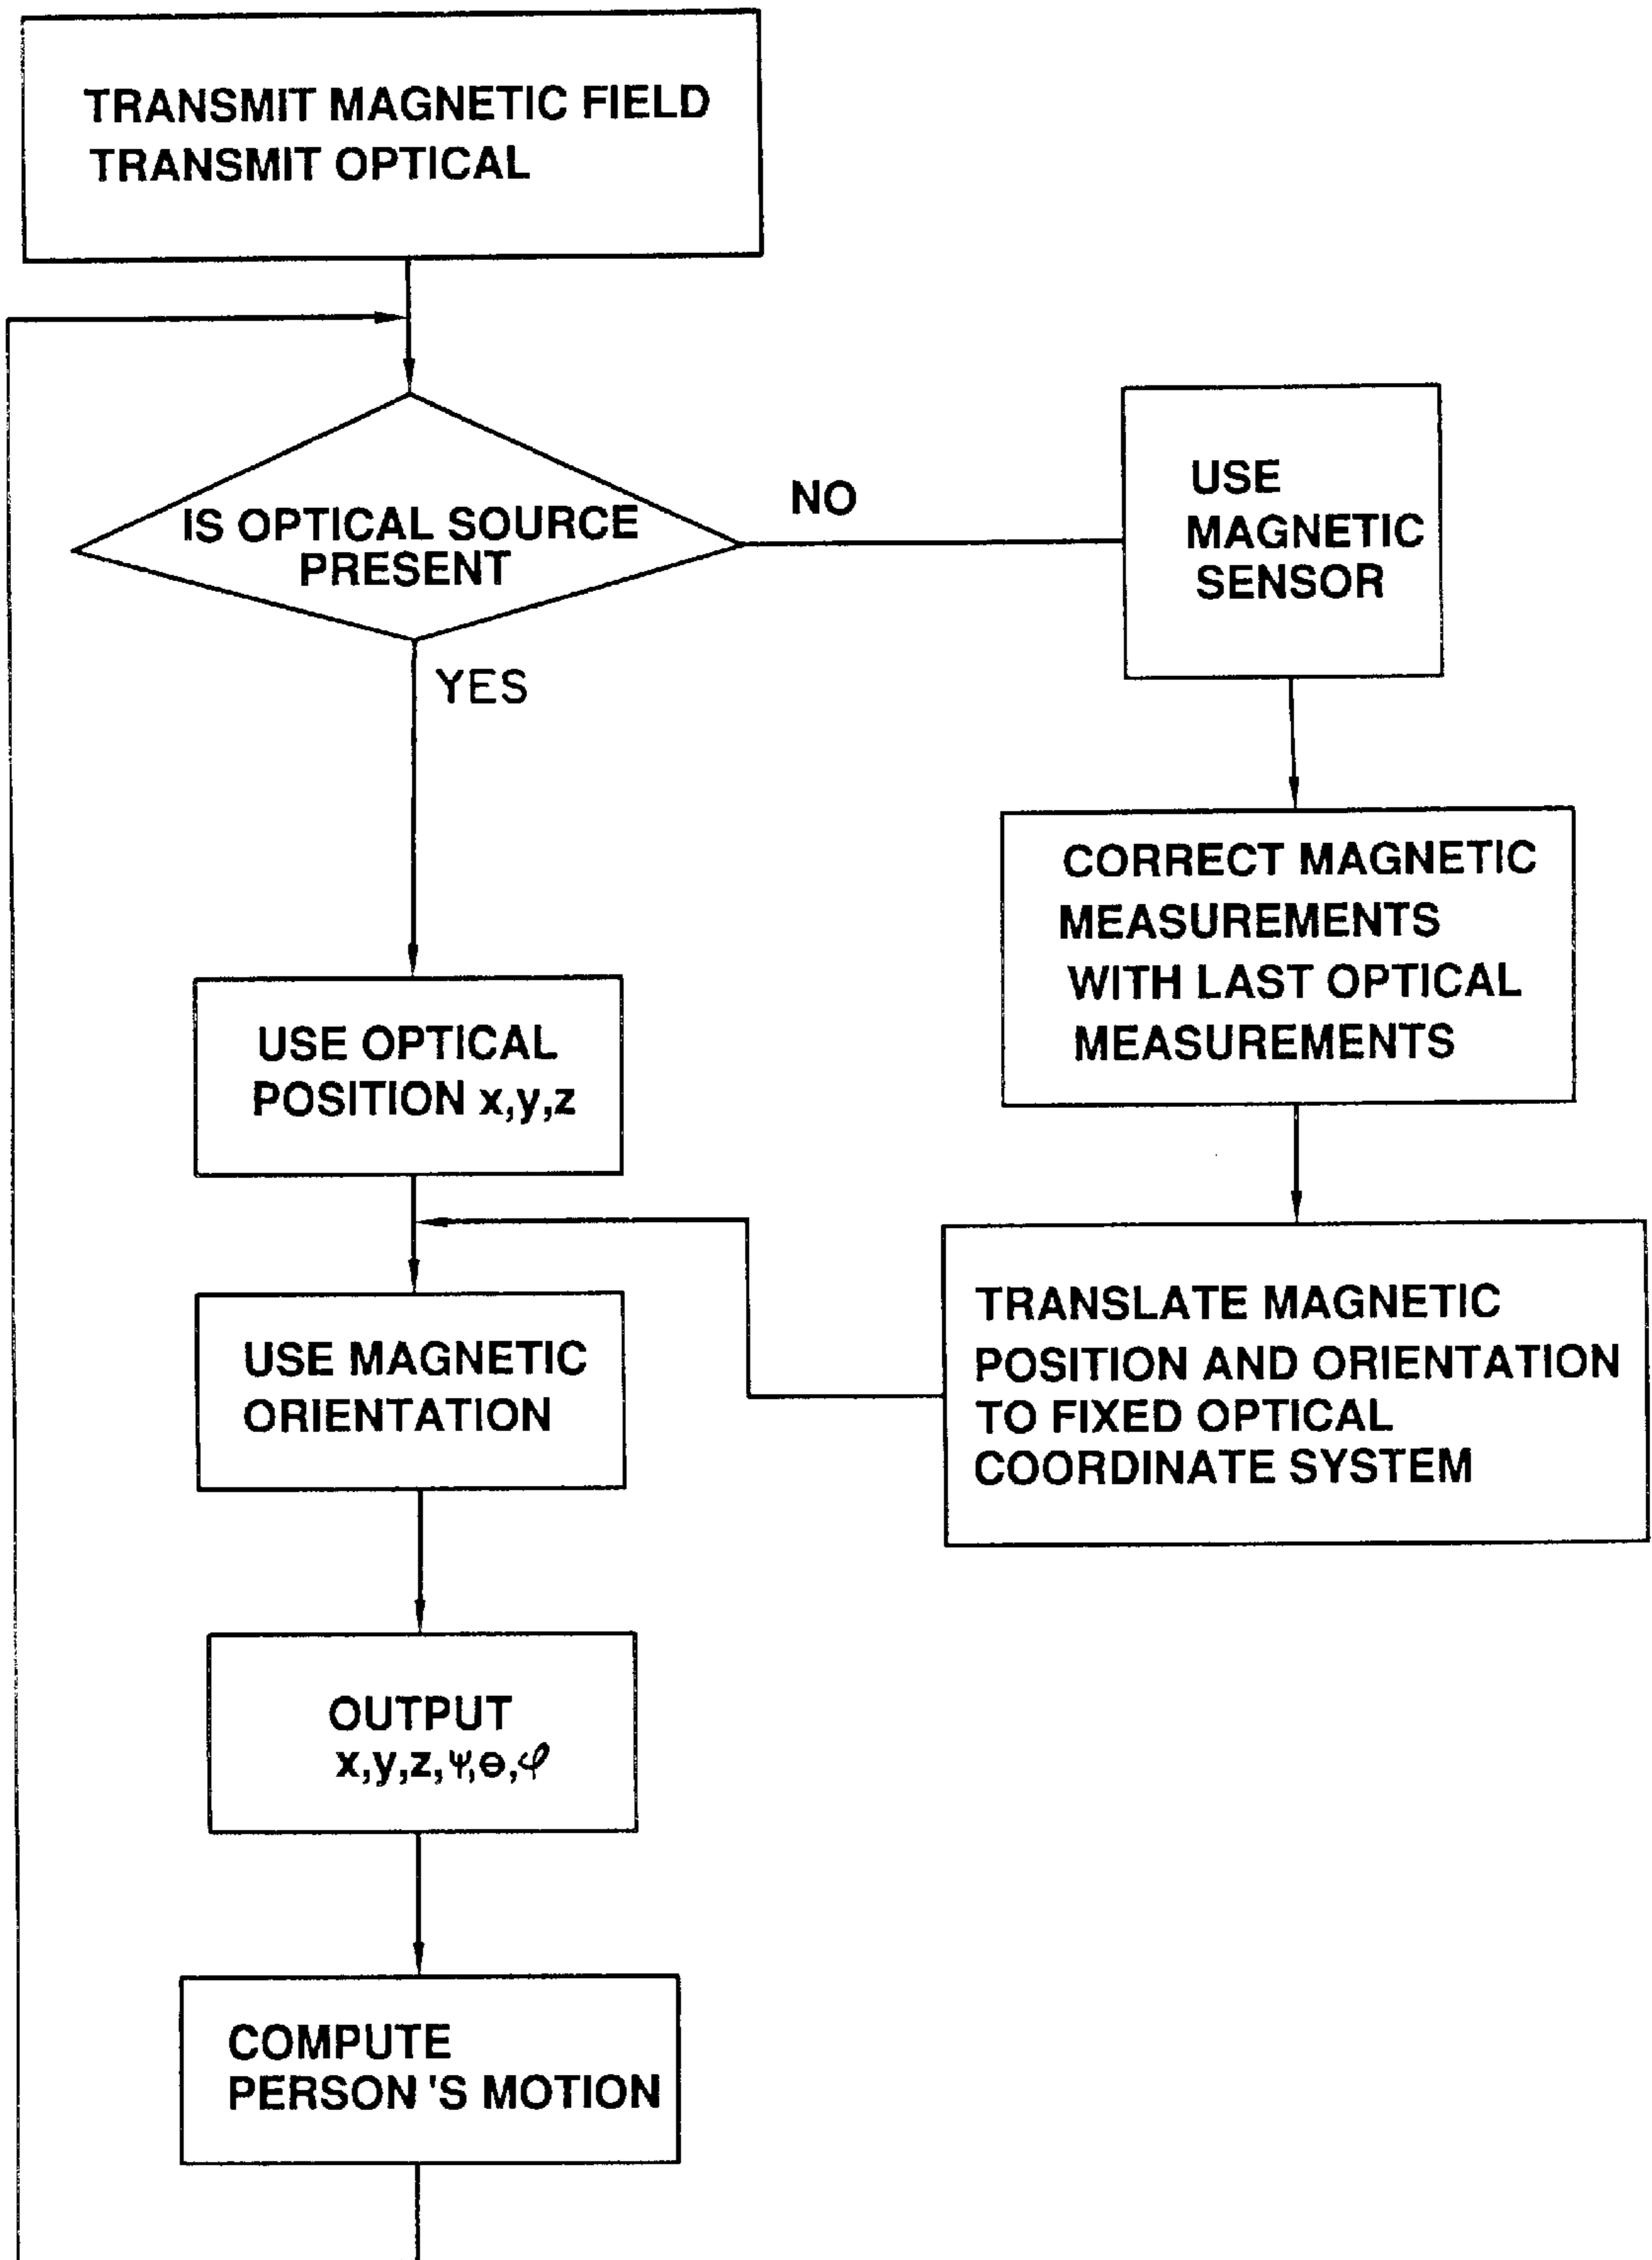 TRANSMIT MAGNETIC FIELD
TRANSMIT OPTICAL
IS OPTICAL SOURCE
PRESENT
NO
USE
MAGNETIC
SENSOR
YES
CORRECT MAGNETIC
MEASUREMENTS
WITH LAST OPTICAL
MEASUREMENTS
USE OPTICAL
POSITION x,y,z
TRANSLATE MAGNETIC
POSITION AND ORIENTATION
TO FIXED OPTICAL
COORDINATE SYSTEM
USE MAGNETIC
ORIENTATION
OUTPUT
x,y,z,Ψ,Θ,φ
COMPUTE
PERSON'S MOTION